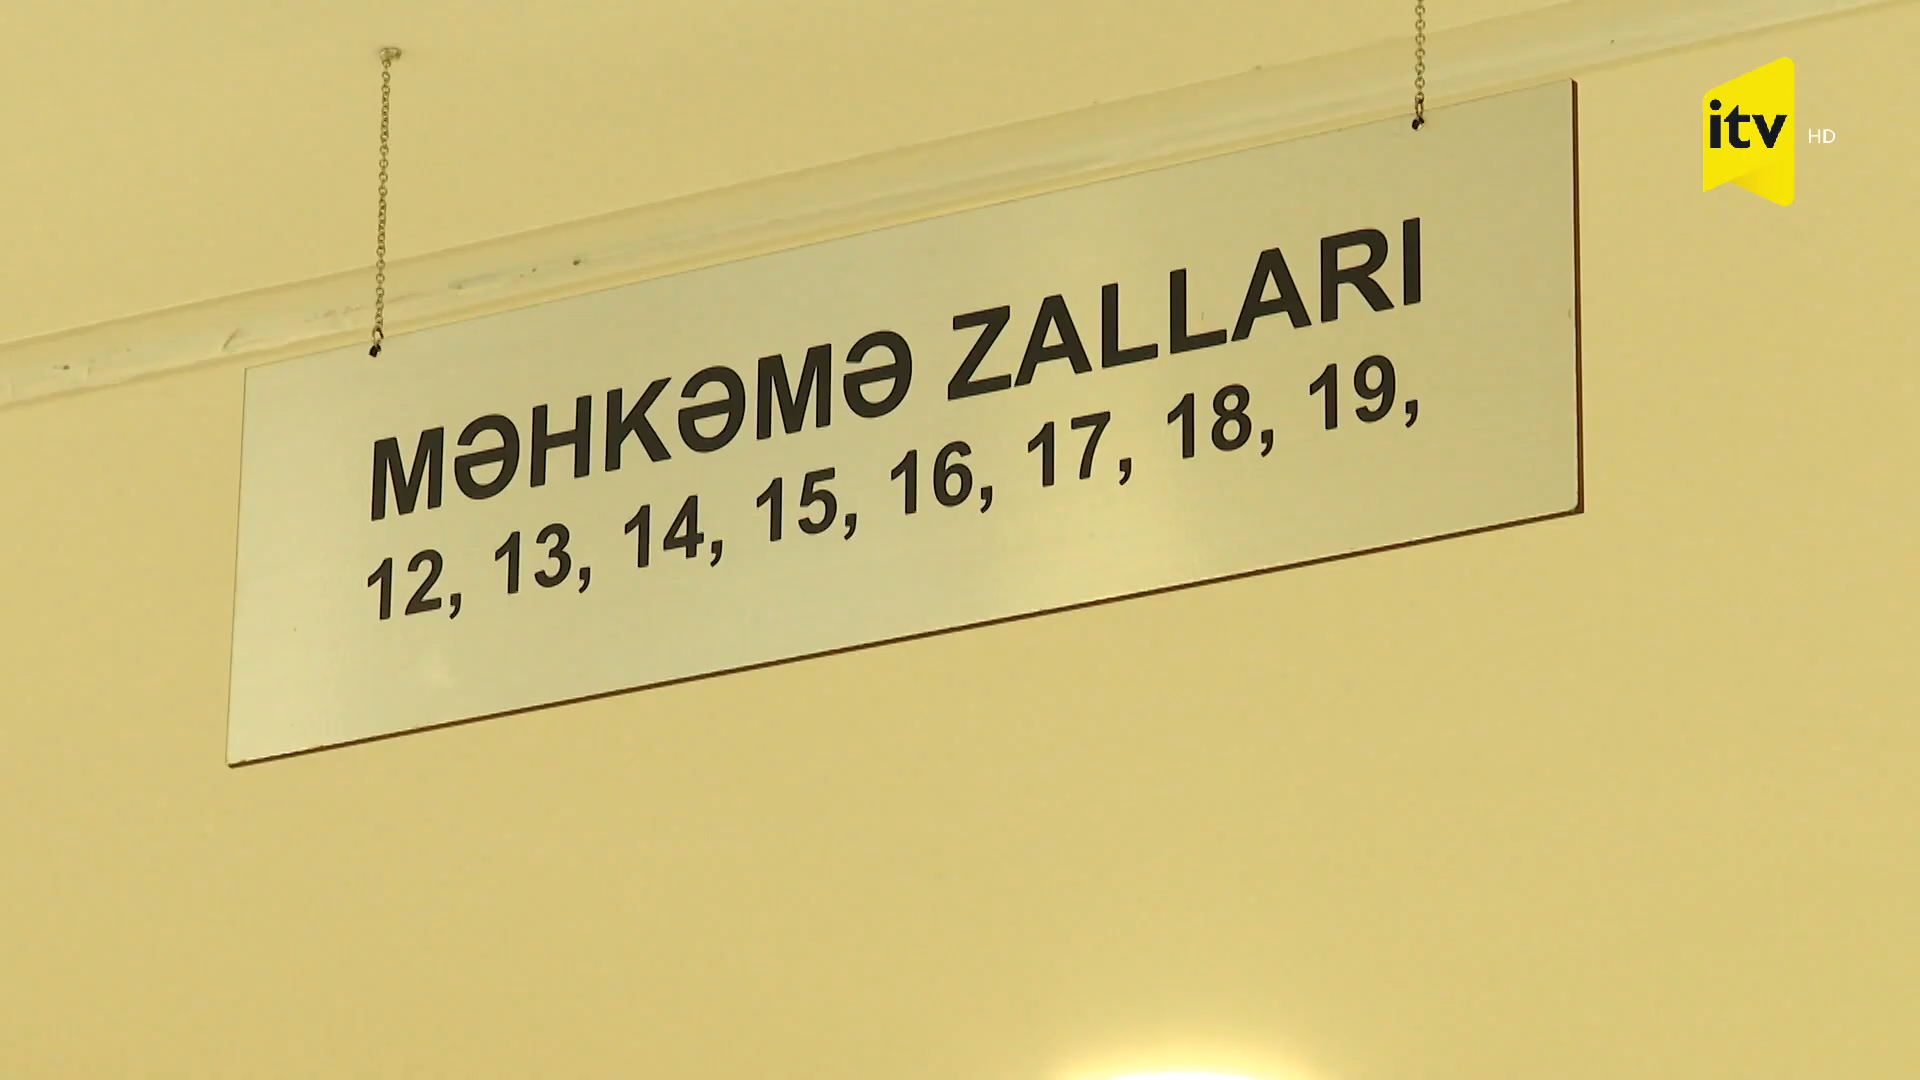 itv HD
MƏHKƏMƏ ZALLARI
12, 13, 14, 15, 16, 17, 18, 19,